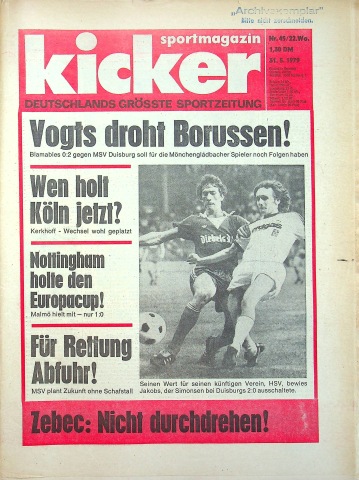 „Archivexemplar"
Bitte nicht zerschneiden.
sportmagazin
kicker
DEUTSCHLANDS GRÖSSTE SPORTZEITUNG
Nr. 45/22. Wo.
1,80 DM
31. 5. 1979
Vogts droht Borussen!
Blamables 0:2 gegen MSV Duisburg soll für die Mönchengladbacher Spieler noch Folgen haben
Wen holt
Köln jetzt?
Kerkhoff - Wechsel wohl geplatzt
Nottingham
holte den
Europacup!
Malmö hielt mit — nur 1:0
Für Rettung
Abfuhr!
MSV plant Zukunft ohne Schafstall
Diebels
Seinen Wert für seinen künftigen Verein, HSV, bewies
Jakobs, der Simonsen bei Duisburgs 2:0 ausschaltete.
Zebec: Nicht durchdrehen!